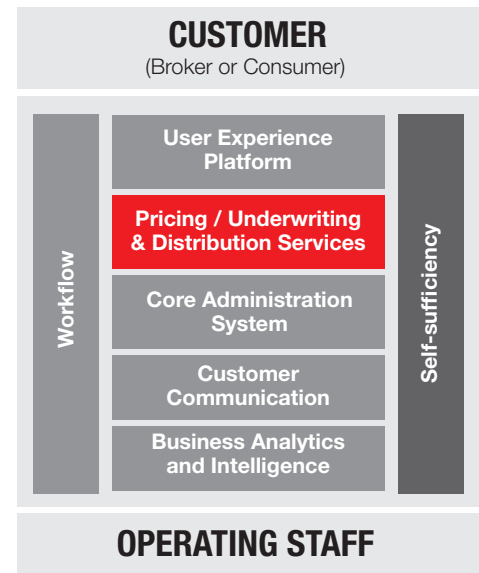 CUSTOMER
(Broker or Consumer)
Workflow
User Experience
Platform
Pricing / Underwriting
& Distribution Services
Core Administration
System
Customer
Communication
Business Analytics
and Intelligence
Self-sufficiency
OPERATING STAFF